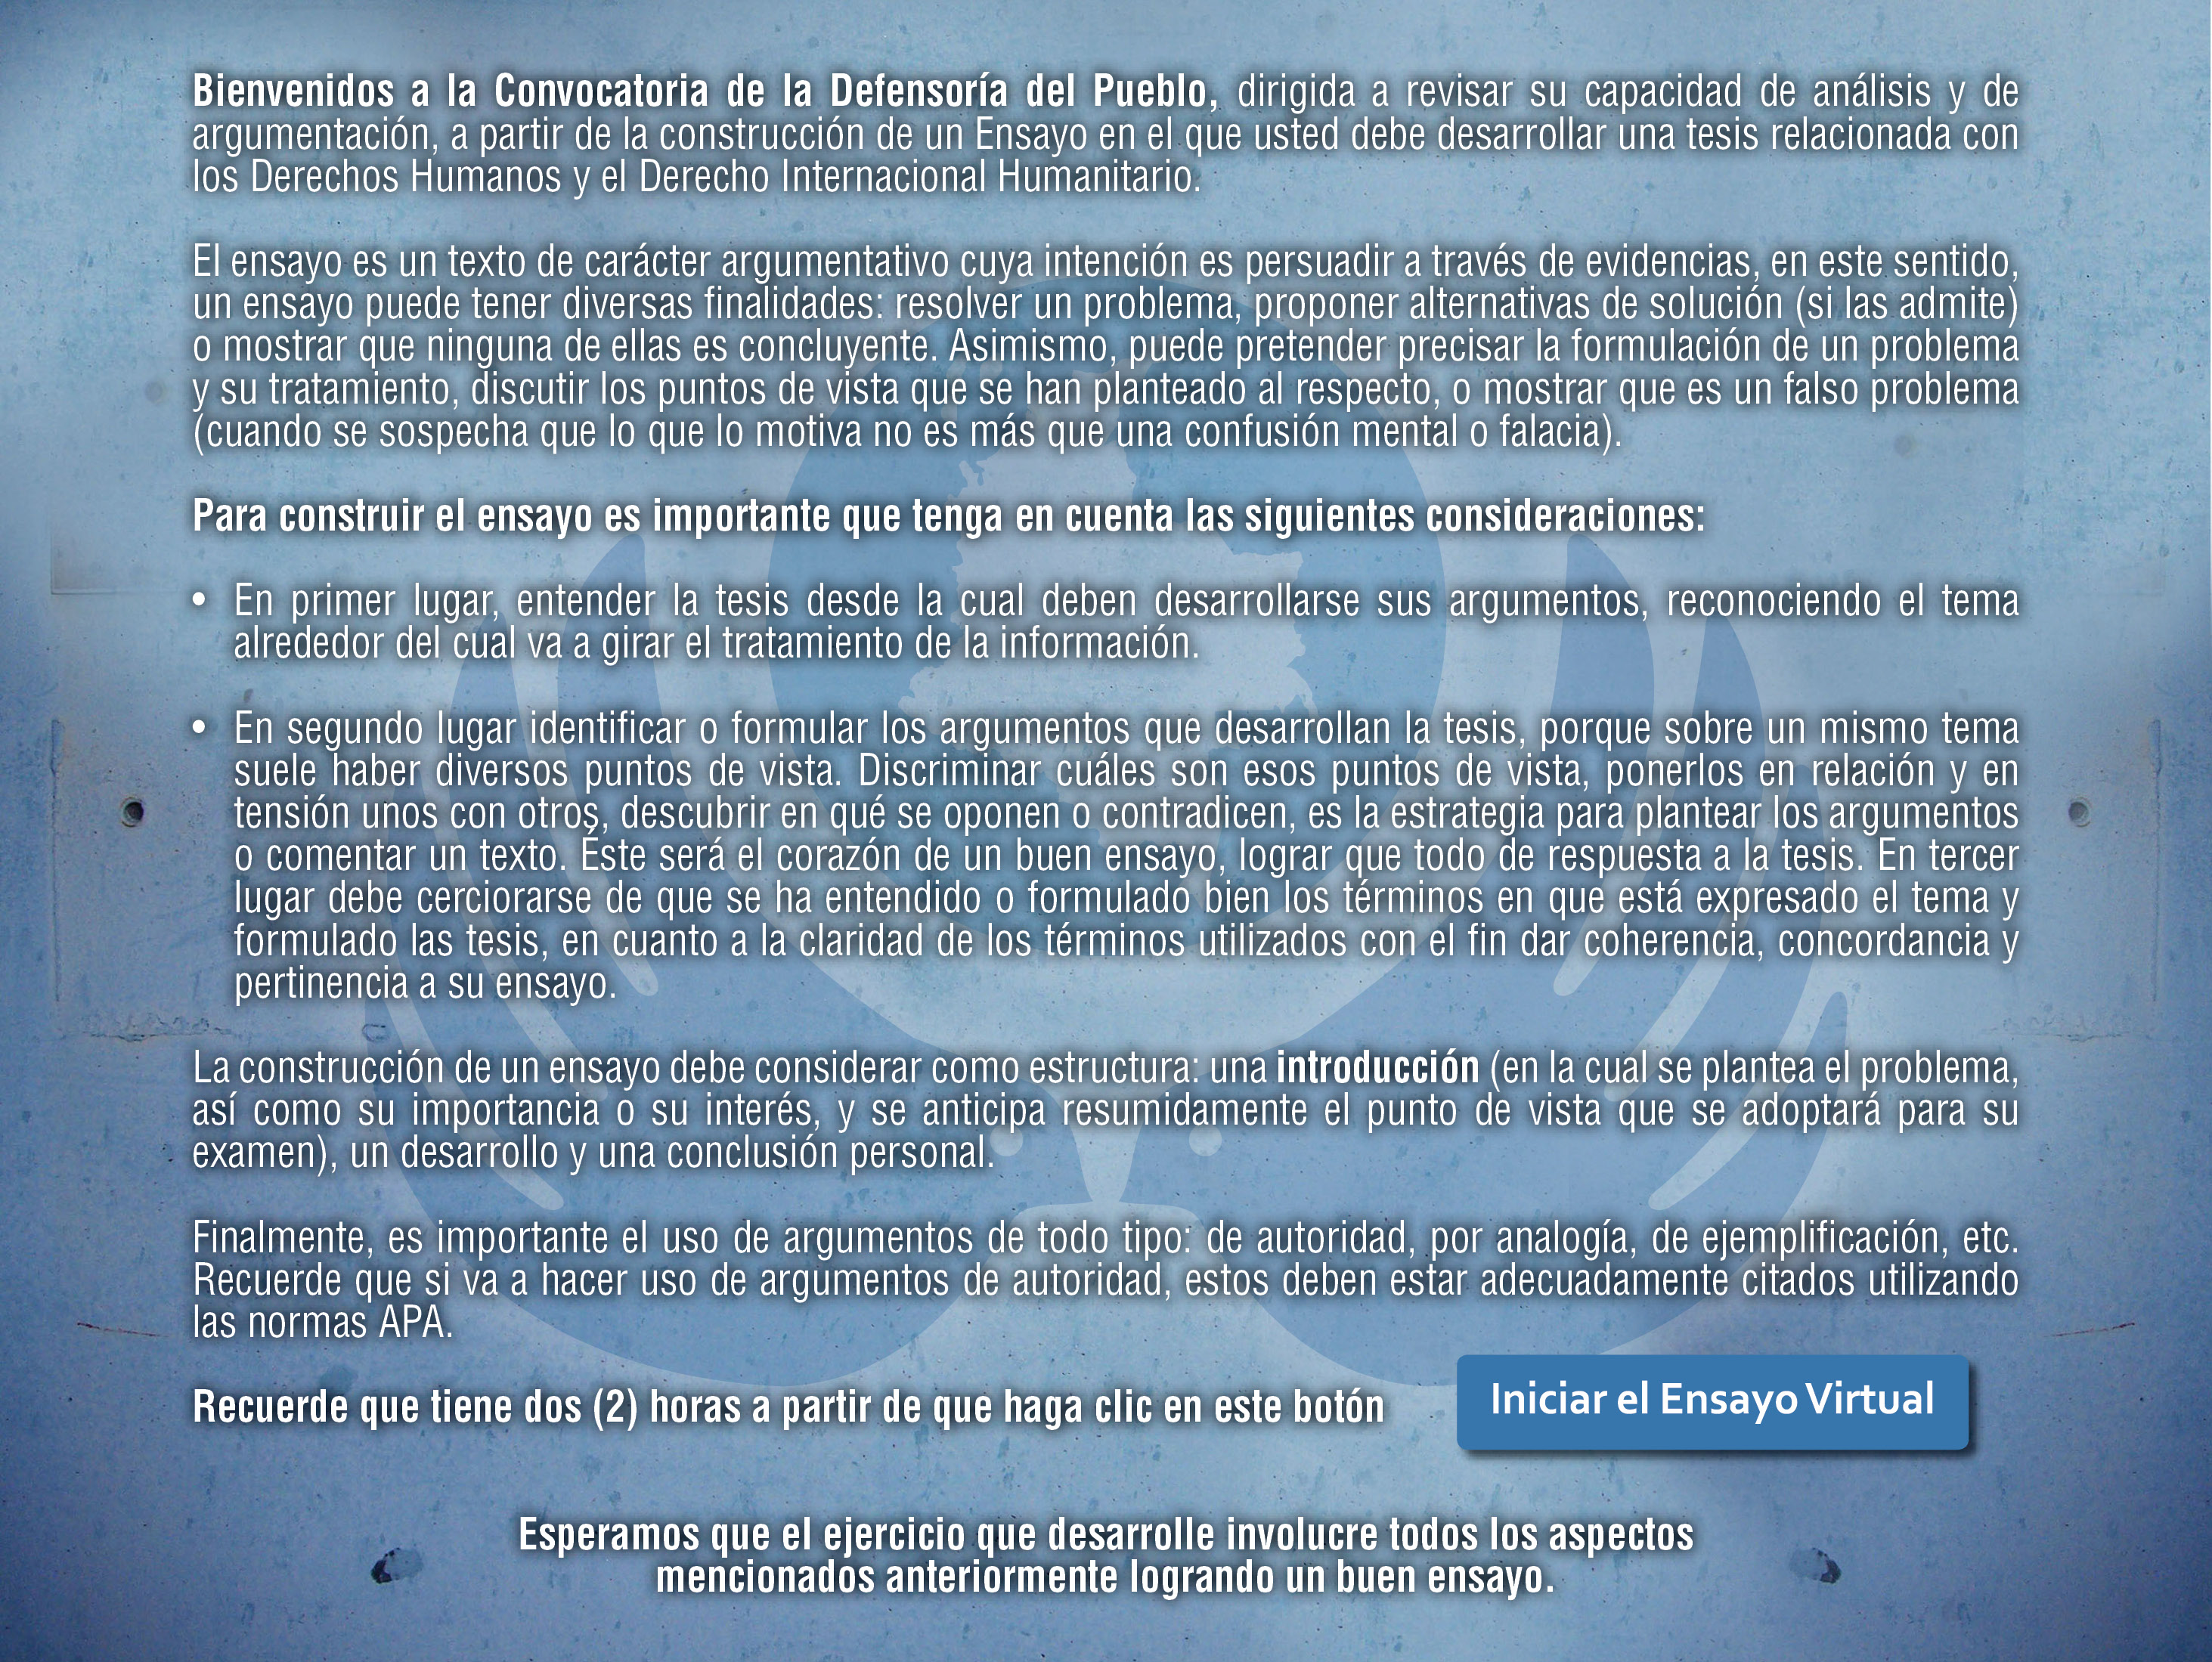 Bienvenidos a la Convocatoria de la Defensoría del Pueblo, dirigida a revisar su capacidad de análisis y de
argumentación, a partir de la construcción de un Ensayo en el que usted debe desarrollar una tesis relacionada con
los Derechos Humanos y el Derecho Internacional Humanitario.
El ensayo es un texto de carácter argumentativo cuya intención es persuadir a través de evidencias, en este sentido,
un ensayo puede tener diversas finalidades: resolver un problema, proponer alternativas de solución (si las admite)
o mostrar que ninguna de ellas es concluyente. Asimismo, puede pretender precisar la formulación de un problema
y su tratamiento, discutir los puntos de vista que se han planteado al respecto, o mostrar que es un falso problema
(cuando se sospecha que lo que lo motiva no es más que una confusión mental o falacia).
Para construir el ensayo es importante que tenga en cuenta las siguientes consideraciones:
• En primer lugar, entender la tesis desde la cual deben desarrollarse sus argumentos, reconociendo el tema
alrededor del cual va a girar el tratamiento de la información.
• En segundo lugar identificar o formular los argumentos que desarrollan la tesis, porque sobre un mismo tema
suele haber diversos puntos de vista. Discriminar cuáles son esos puntos de vista, ponerlos en relación y en
tensión unos con otros, descubrir en qué se oponen o contradicen, es la estrategia para plantear los argumentos
o comentar un texto. Éste será el corazón de un buen ensayo, lograr que todo de respuesta a la tesis. En tercer
lugar debe cerciorarse de que se ha entendido o formulado bien los términos en que está expresado el tema y
formulado las tesis, en cuanto a la claridad de los términos utilizados con el fin dar coherencia, concordancia y
pertinencia a su ensayo.
La construcción de un ensayo debe considerar como estructura: una introducción (en la cual se plantea el problema,
así como su importancia o su interés, y se anticipa resumidamente el punto de vista que se adoptará para su
examen), un desarrollo y una conclusión personal.
Finalmente, es importante el uso de argumentos de todo tipo: de autoridad, por analogía, de ejemplificación, etc.
Recuerde que si va a hacer uso de argumentos de autoridad, estos deben estar adecuadamente citados utilizando
las normas APA.
Recuerde que tiene dos (2) horas a partir de que haga clic en este botón
Iniciar el Ensayo Virtual
Esperamos que el ejercicio que desarrolle involucre todos los aspectos
mencionados anteriormente logrando un buen ensayo.